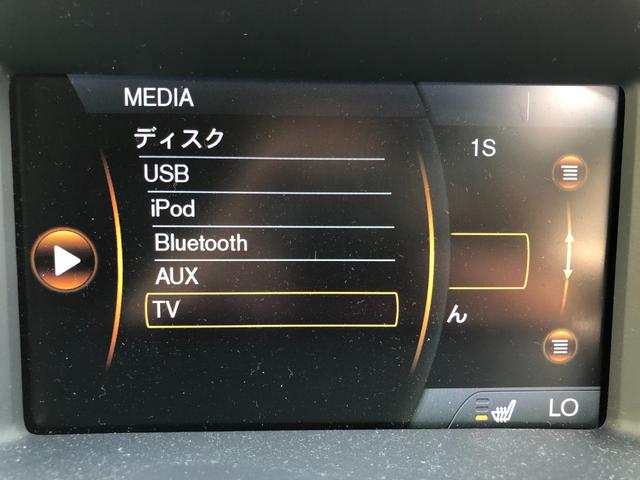 MEDIA
ディスク
1S
USB
iPod
Bluetooth
AUX
TV
ん
LO